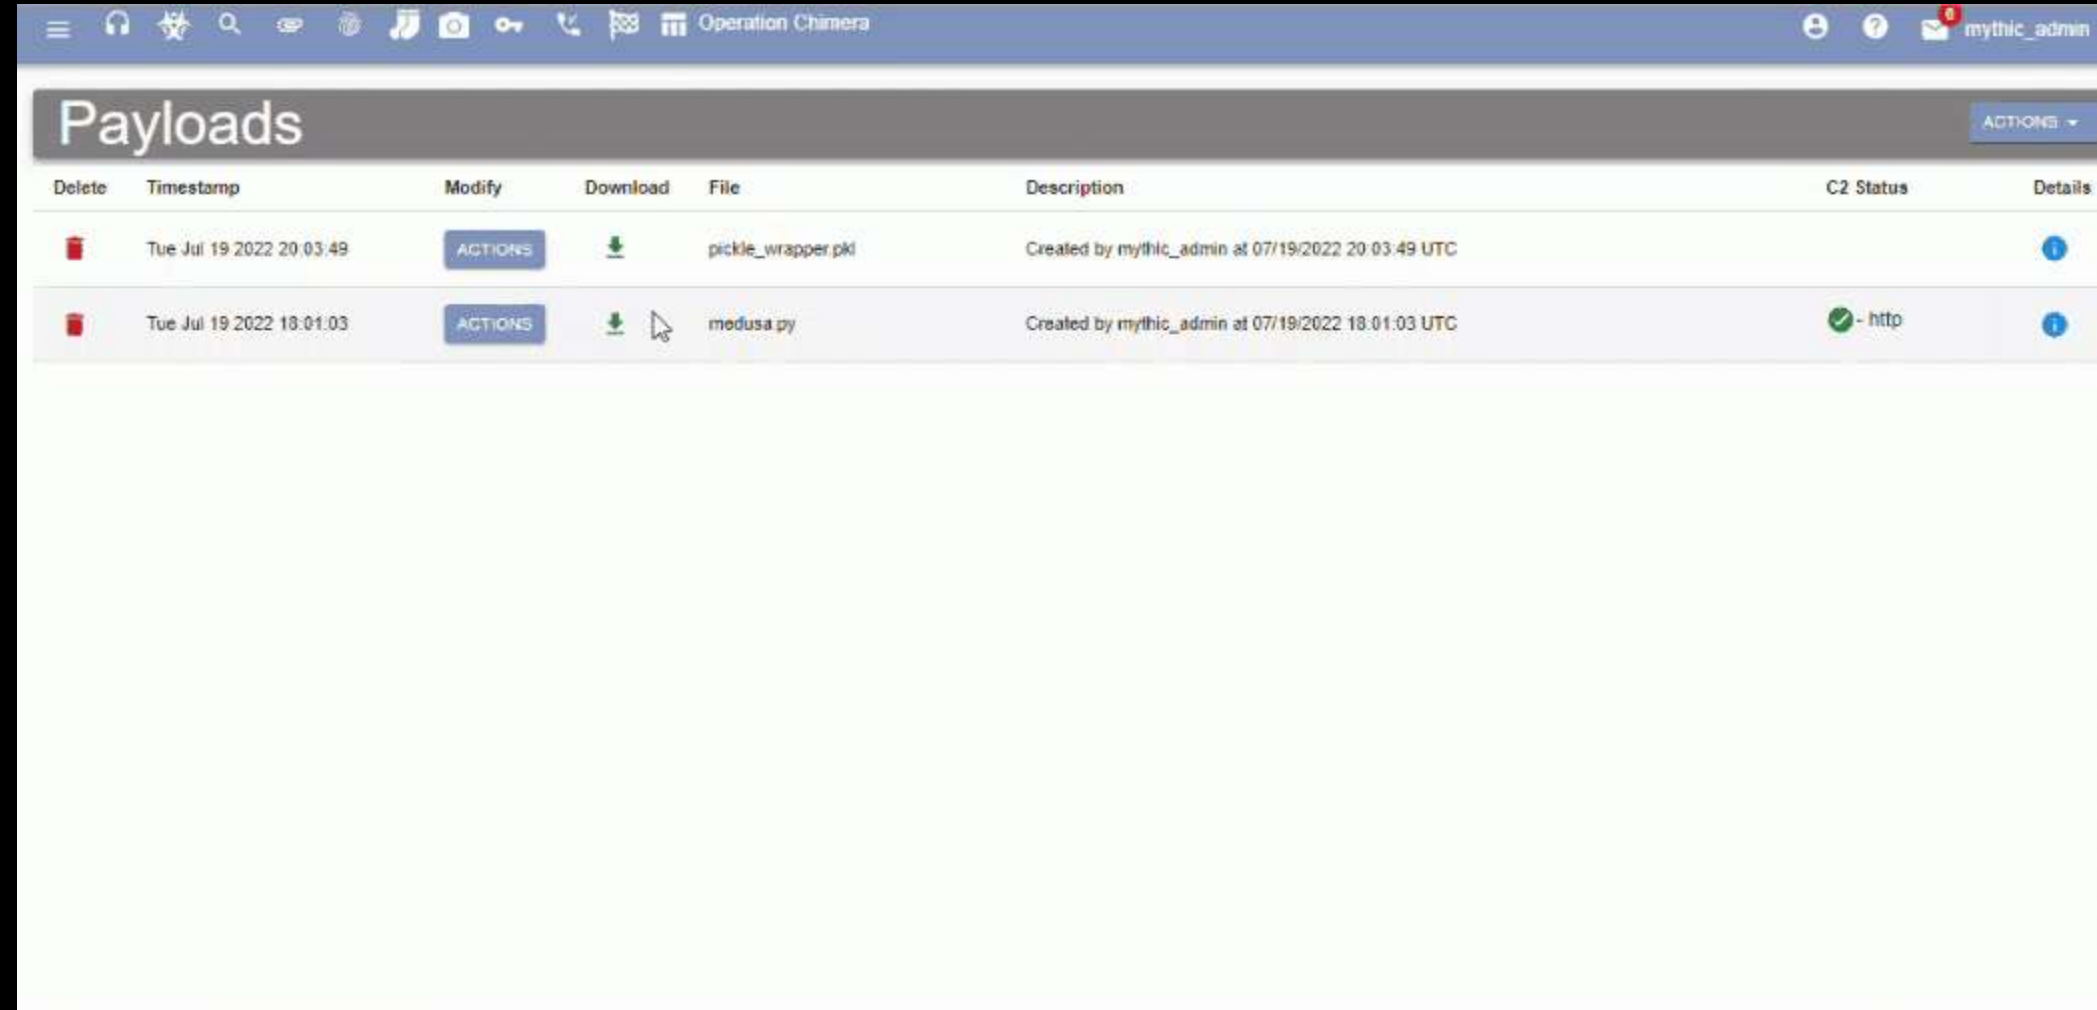 Operation Chimera mythic_admin
Payloads ACTIONS
Delete Timestamp Modify Download File Description C2 Status Details
Tue Jul 19 2022 20:03:49 ACTIONS pickle_wrapper.pkl Created by mythic_admin at 07/19/2022 20:03:49 UTC
Tue Jul 19 2022 18:01:03 ACTIONS medusa.py Created by mythic_admin at 07/19/2022 18:01:03 UTC - http